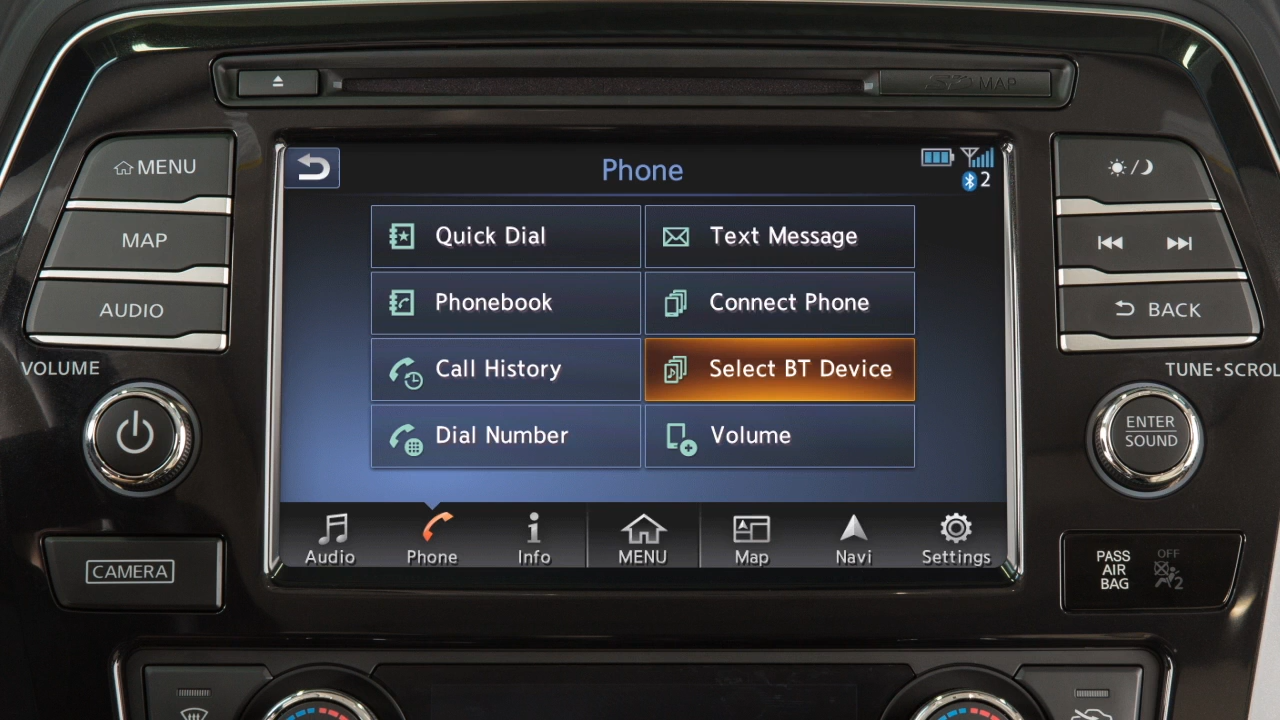 SD MAP
MENU
MAP
AUDIO
VOLUME
CAMERA
Phone
2
Quick Dial
Text Message
Phonebook
Connect Phone
Call History
Select BT Device
Dial Number
Volume
Audio
Phone
Info
MENU
Map
Navi
Settings
BACK
TUNE•SCROL
ENTER
SOUND
PASS
AIR
BAG
OFF
2